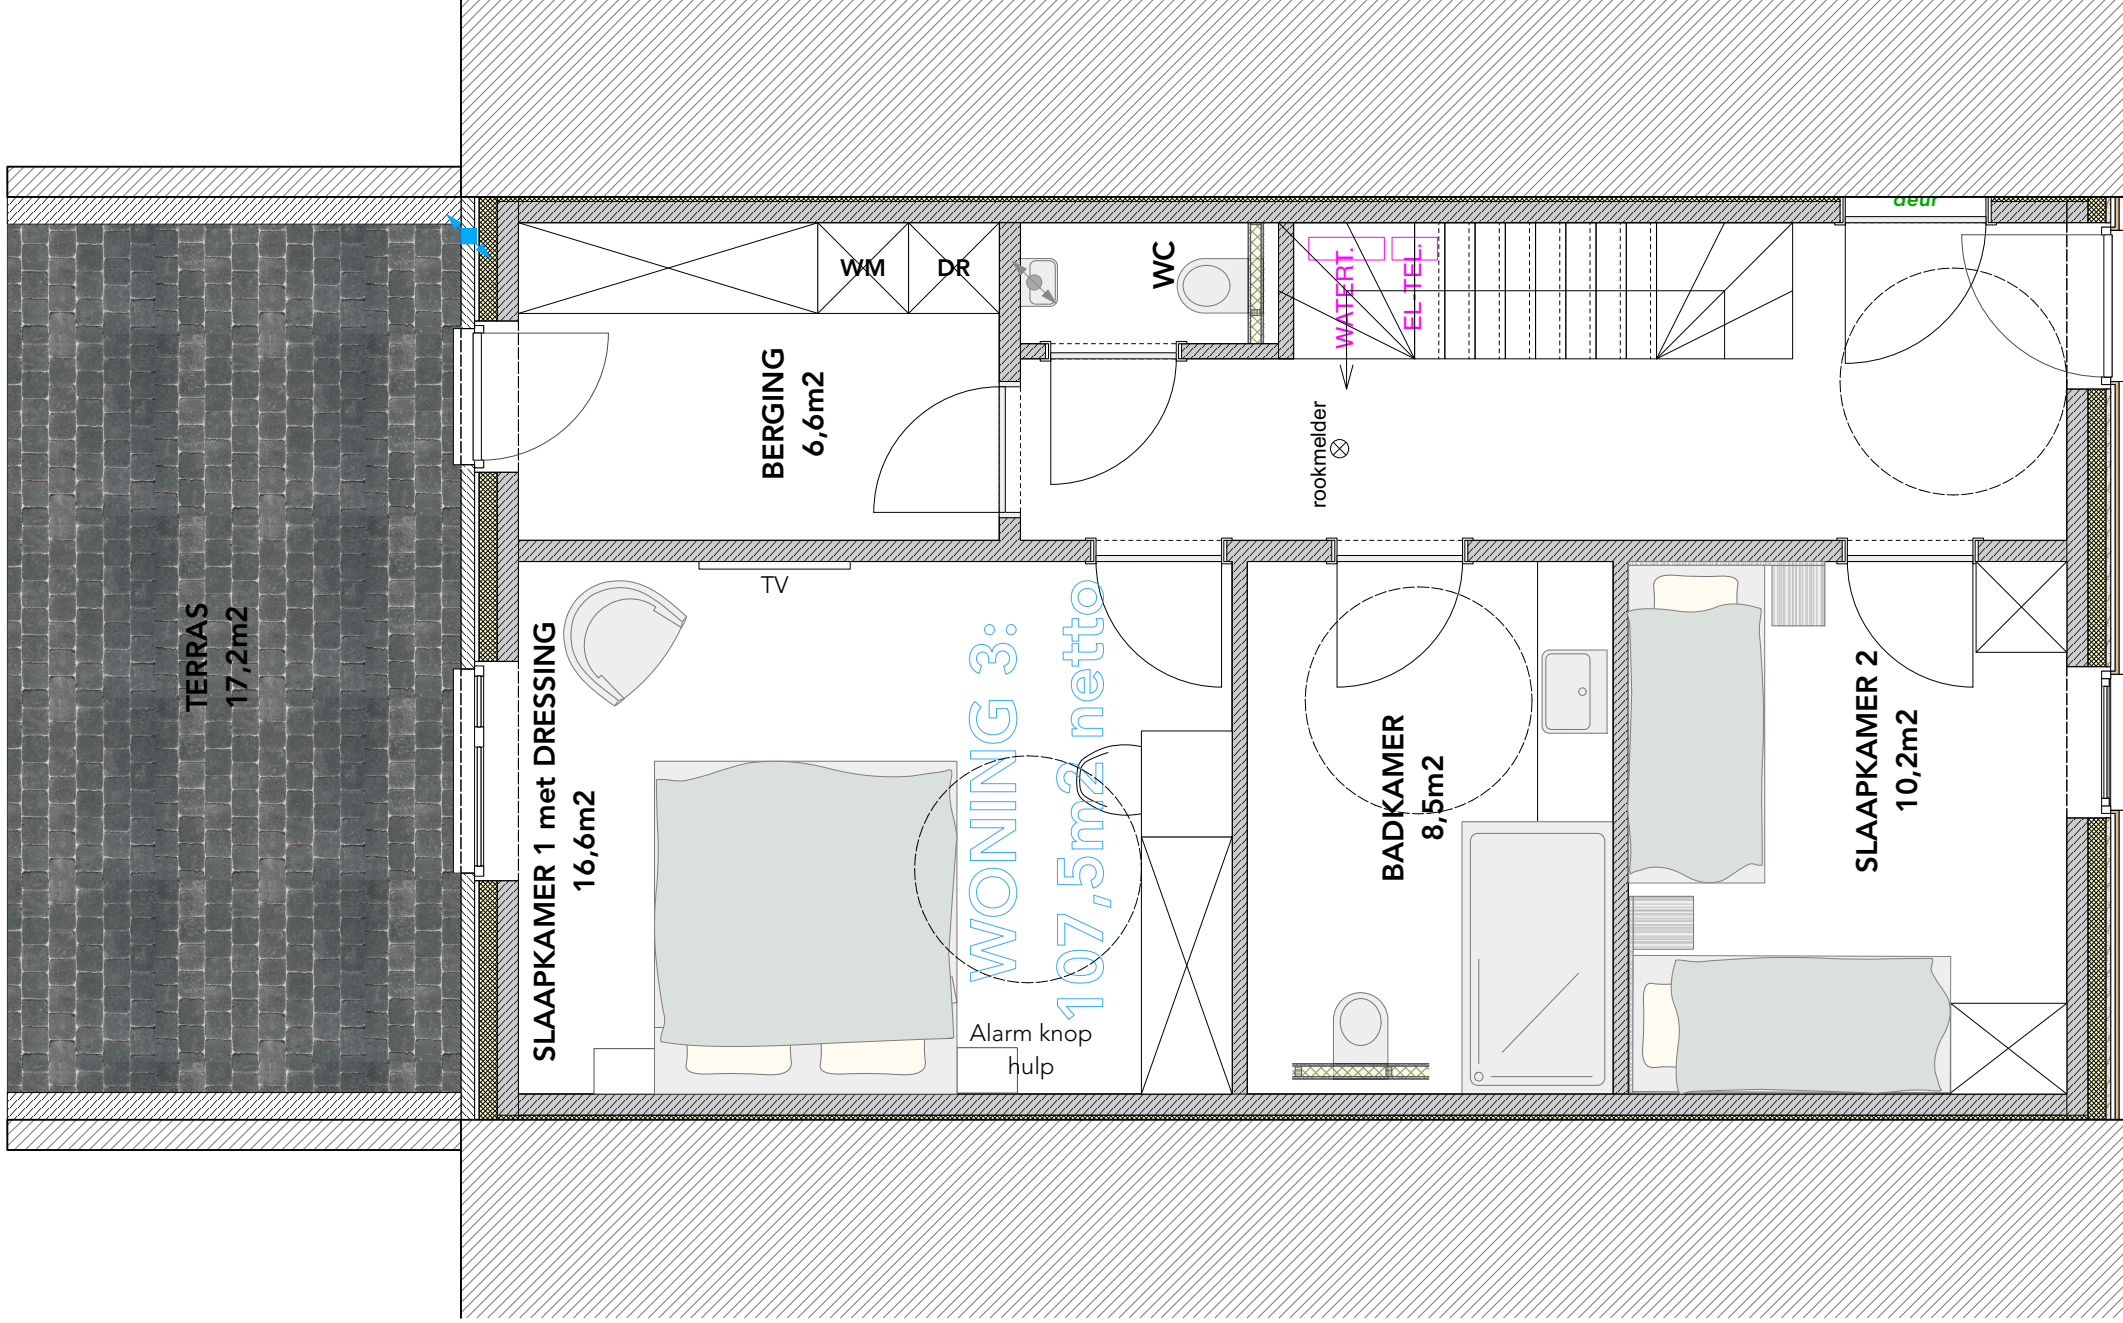 deur
WM
DR
WC
WATERT.
EL.TEL.
BERGING
6,6m2
rookmelder
TERRAS
17,2m2
TV
SLAAPKAMER 1 met DRESSING
16,6m2
WONING 3:
107,5m2 netto
Alarm knop
hulp
BADKAMER
8,5m2
SLAAPKAMER 2
10,2m2